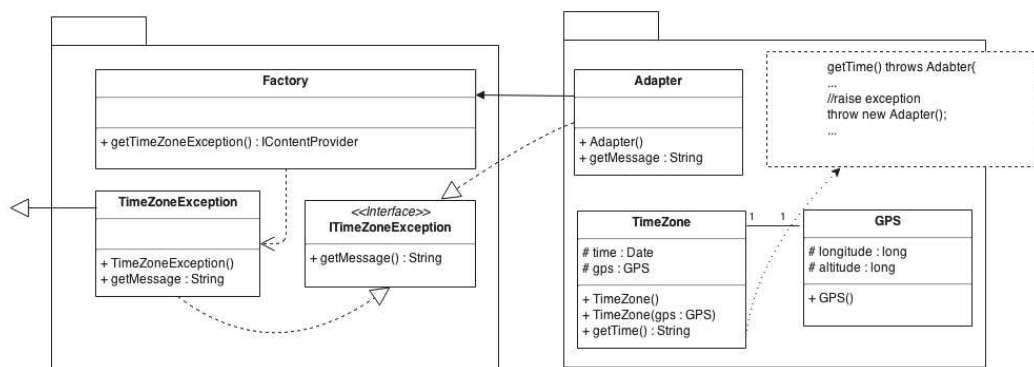 Factory
+ getTimeZoneException() : IContentProvider
TimeZoneException
+ TimeZoneException()
+ getMessage : String
<<Interface>>
ITimeZoneException
+ getMessage() : String
Adapter
+ Adapter()
+ getMessage : String
getTime() throws Adabter{
...
//raise exception
throw new Adapter();
...
TimeZone
# time : Date
# gps : GPS
+ TimeZone()
+ TimeZone(gps : GPS)
+ getTime() : String
1
1
GPS
# longitude : long
# altitude : long
+ GPS()